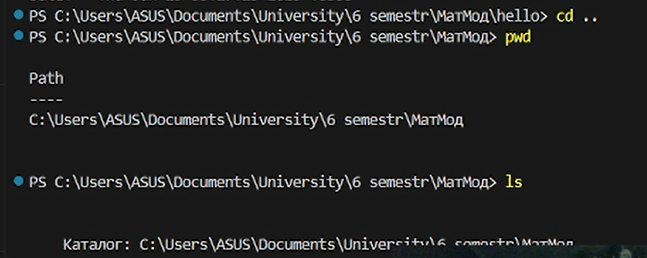 PS C:\Users\ASUS\Documents\University\6 semestr\МатМод\hello> cd ..
PS C:\Users\ASUS\Documents\University\6 semestr\МатМод> pwd
Path
----
C:\Users\ASUS\Documents\University\6 semestr\МатМод
PS C:\Users\ASUS\Documents\University\6 semestr\МатМод> ls
Каталог: C:\Users\ASUS\Documents\University\6 semestr\МатМод